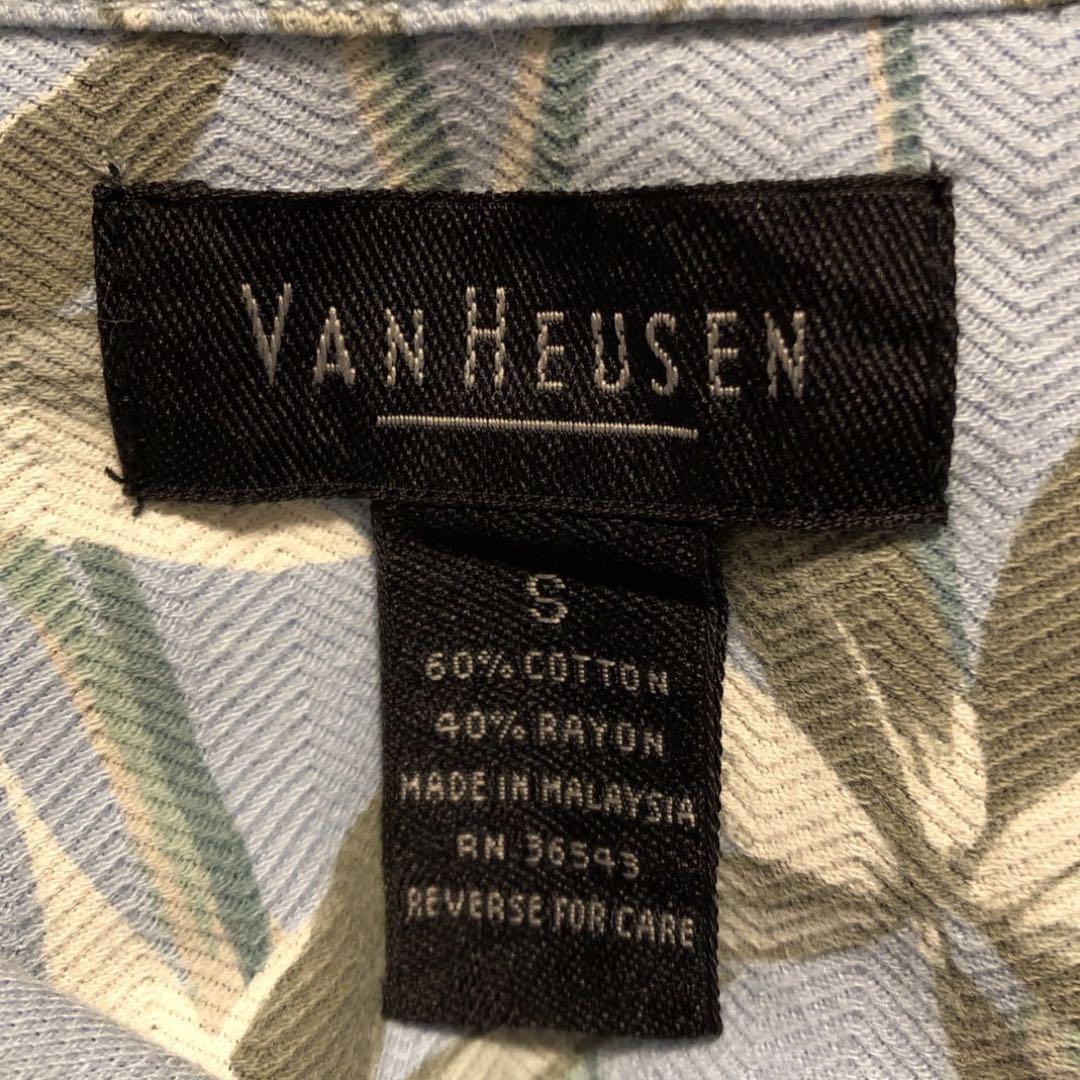 VAN HEUSEN
S
60% COTTON
40% RAYON
MADE IN MALAYSIA
RN 36543
REVERSE FOR CARE